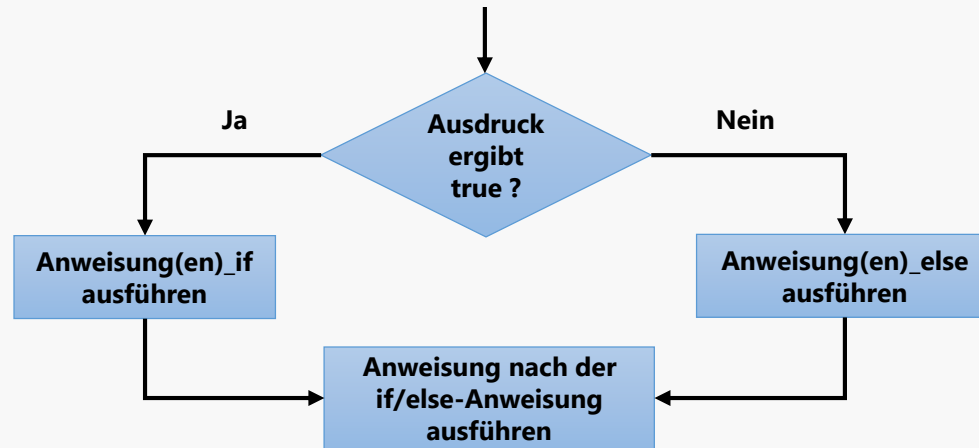 Ja
Ausdruck
ergibt
true ?
Nein
Anweisung(en)_if
ausführen
Anweisung(en)_else
ausführen
Anweisung nach der
if/else-Anweisung
ausführen